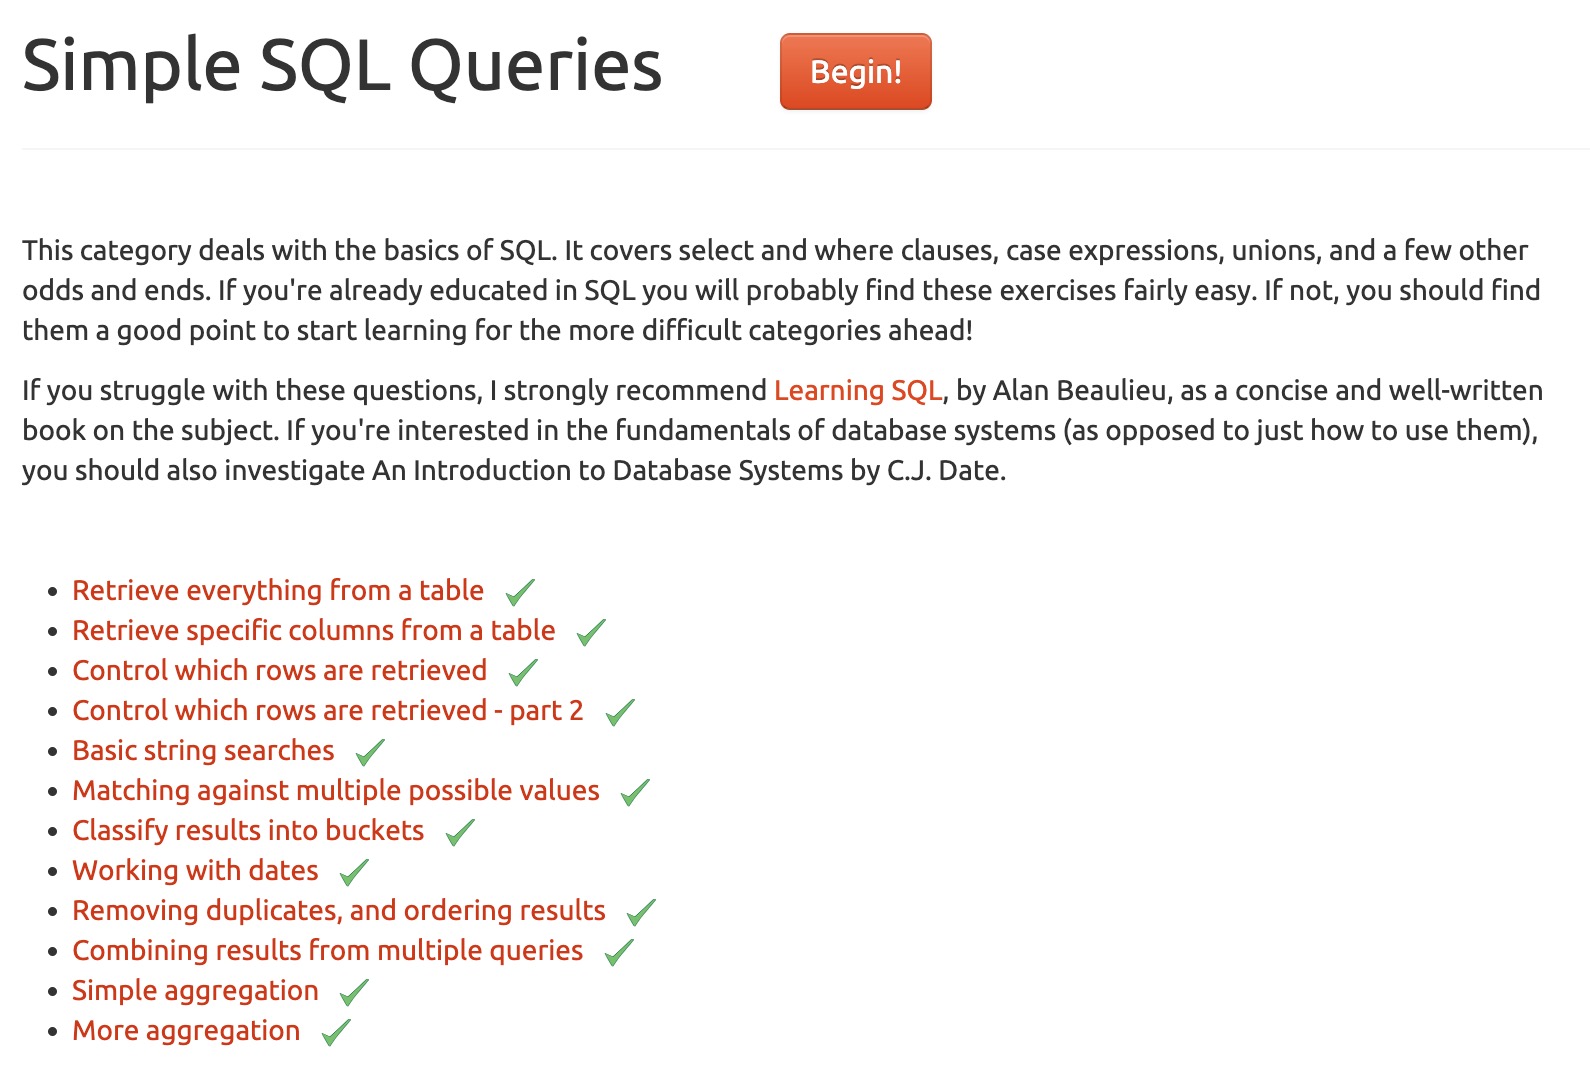 Simple SQL Queries
Begin!
This category deals with the basics of SQL. It covers select and where clauses, case expressions, unions, and a few other
odds and ends. If you're already educated in SQL you will probably find these exercises fairly easy. If not, you should find
them a good point to start learning for the more difficult categories ahead!
If you struggle with these questions, I strongly recommend Learning SQL, by Alan Beaulieu, as a concise and well-written
book on the subject. If you're interested in the fundamentals of database systems (as opposed to just how to use them),
you should also investigate An Introduction to Database Systems by C.J. Date.
Retrieve everything from a table
Retrieve specific columns from a table
Control which rows are retrieved
Control which rows are retrieved - part 2
Basic string searches
Matching against multiple possible values
Classify results into buckets
Working with dates
Removing duplicates, and ordering results
Combining results from multiple queries
Simple aggregation
More aggregation